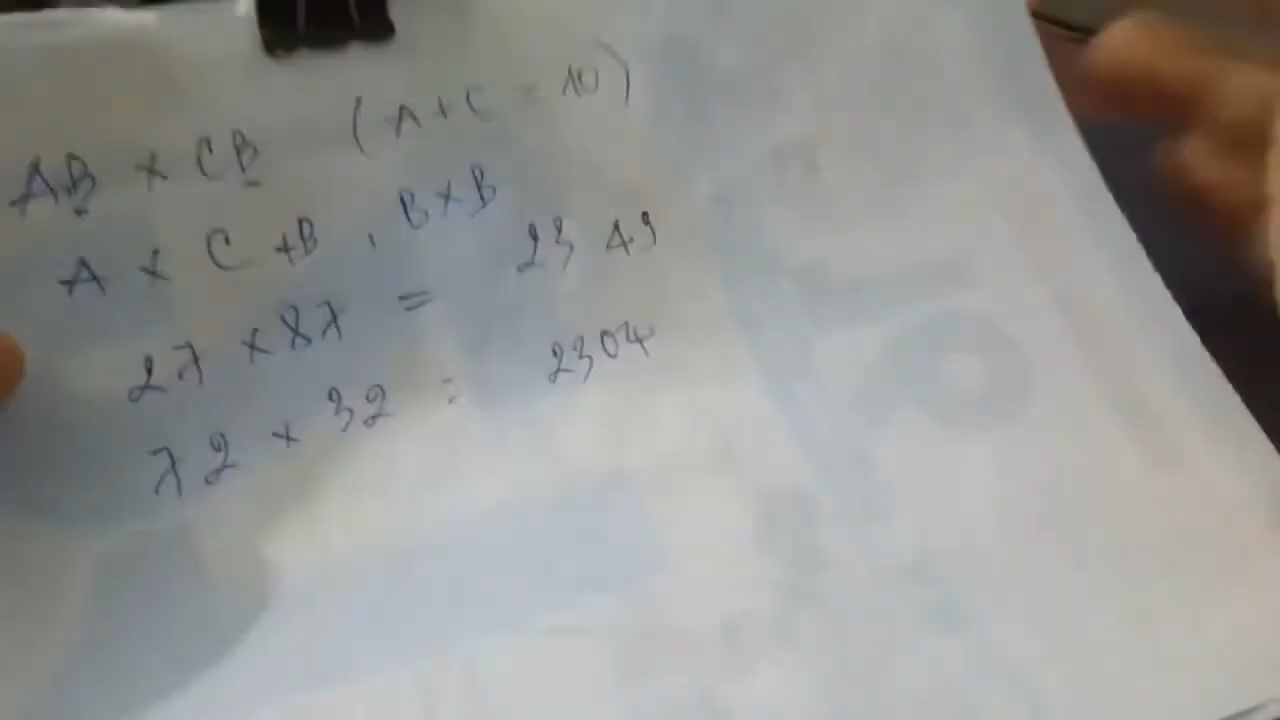 AB × CB (A + C = 10)
A × C + B , B × B
27 × 87 = 2349
72 × 32 = 2304